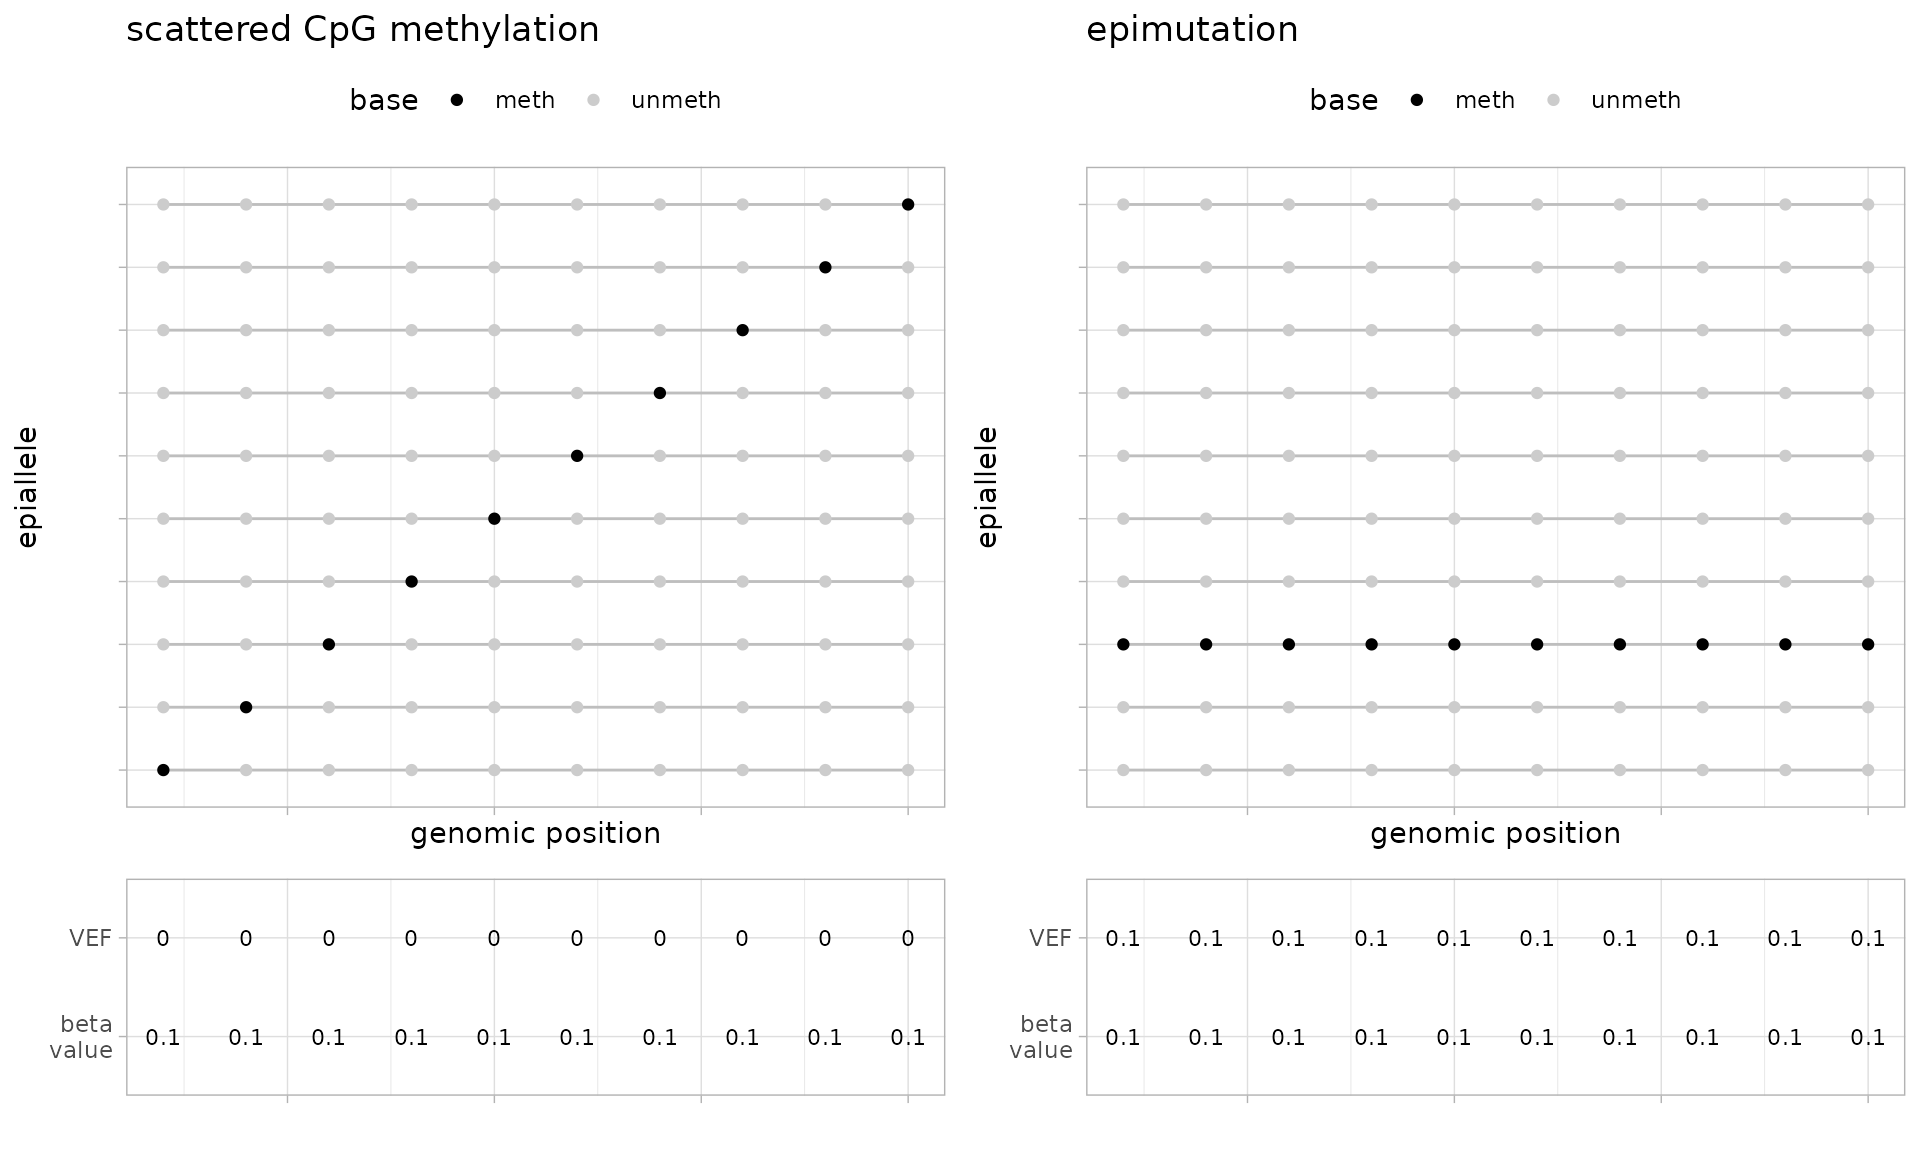 scattered CpG methylation
base meth unmeth
epiallele
genomic position
VEF 0 0 0 0 0 0 0 0 0 0
beta
value 0.1 0.1 0.1 0.1 0.1 0.1 0.1 0.1 0.1 0.1
epimutation
base meth unmeth
epiallele
genomic position
VEF 0.1 0.1 0.1 0.1 0.1 0.1 0.1 0.1 0.1 0.1
beta
value 0.1 0.1 0.1 0.1 0.1 0.1 0.1 0.1 0.1 0.1